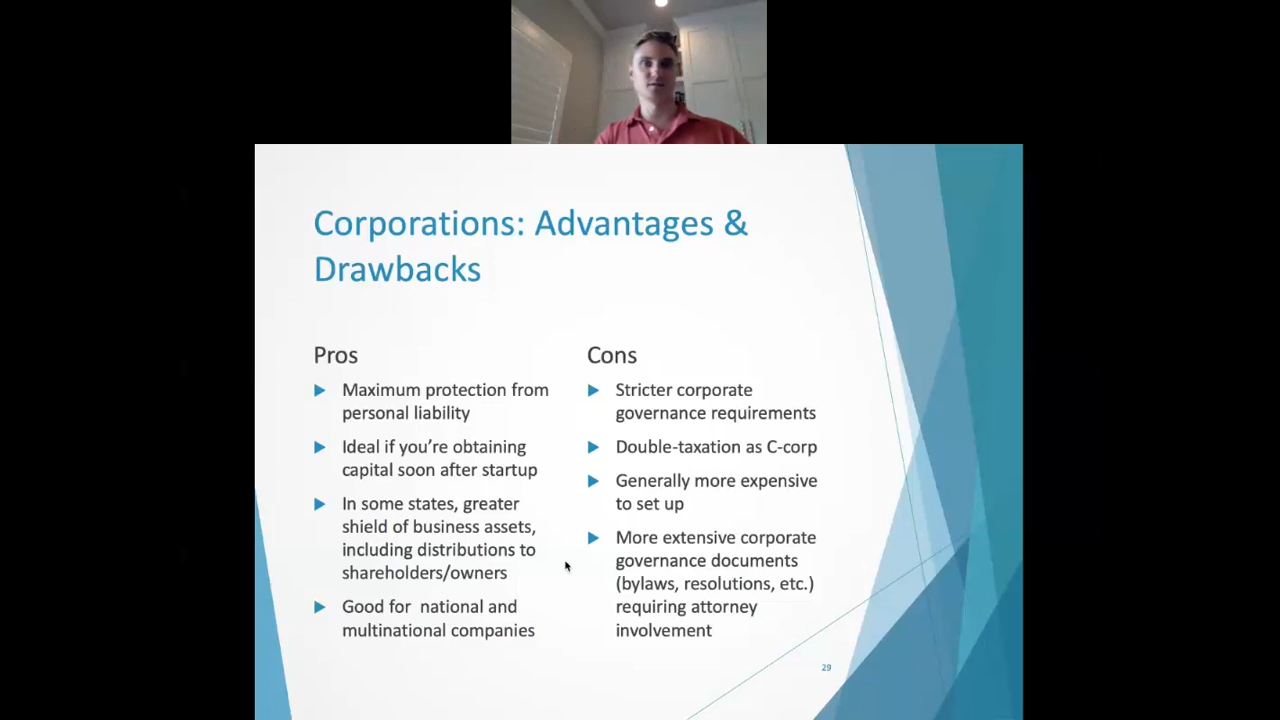 Corporations: Advantages &
Drawbacks
Pros
Maximum protection from
personal liability
Ideal if you're obtaining
capital soon after startup
In some states, greater
shield of business assets,
including distributions to
shareholders/owners
Good for national and
multinational companies
Cons
Stricter corporate
governance requirements
Double-taxation as C-corp
Generally more expensive
to set up
More extensive corporate
governance documents
(bylaws, resolutions, etc.)
requiring attorney
involvement
29